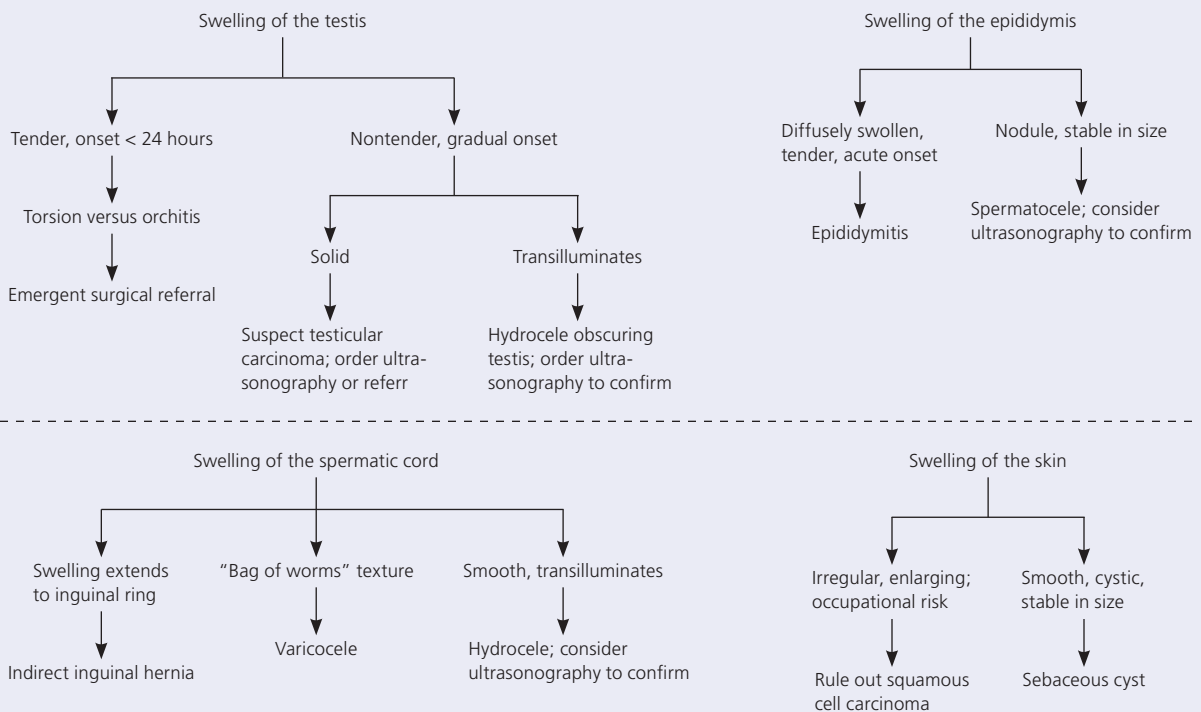 Swelling of the testis
Tender, onset < 24 hours
Torsion versus orchitis
Emergent surgical referral
Nontender, gradual onset
Solid
Suspect testicular
carcinoma; order ultra-
sonography or referr
Transilluminates
Hydrocele obscuring
testis; order ultra-
sonography to confirm
Swelling of the epididymis
Diffusely swollen,
tender, acute onset
Epididymitis
Nodule, stable in size
Spermatocele; consider
ultrasonography to confirm
Swelling of the spermatic cord
Swelling extends
to inguinal ring
Indirect inguinal hernia
“Bag of worms” texture
Varicocele
Smooth, transilluminates
Hydrocele; consider
ultrasonography to confirm
Swelling of the skin
Irregular, enlarging;
occupational risk
Rule out squamous
cell carcinoma
Smooth, cystic,
stable in size
Sebaceous cyst